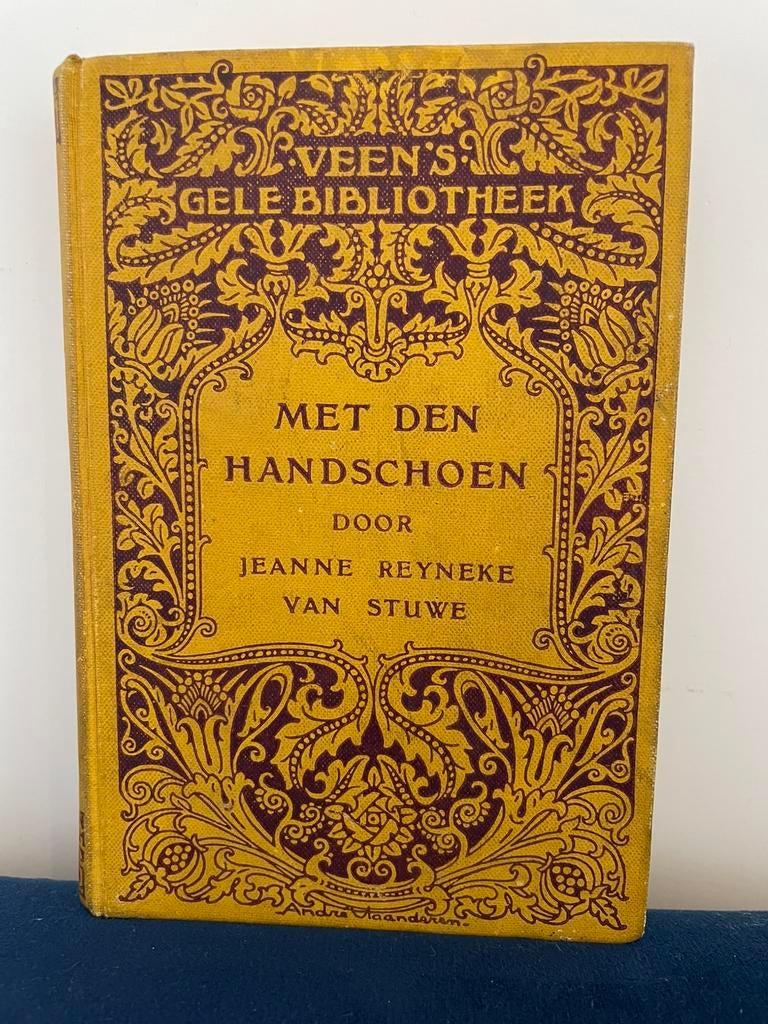 ·VEEN'S·
GELE BIBLIOTHEEK
MET DEN
HANDSCHOEN
DOOR
JEANNE REYNEKE
VAN STUWE
André Vlaanderen.